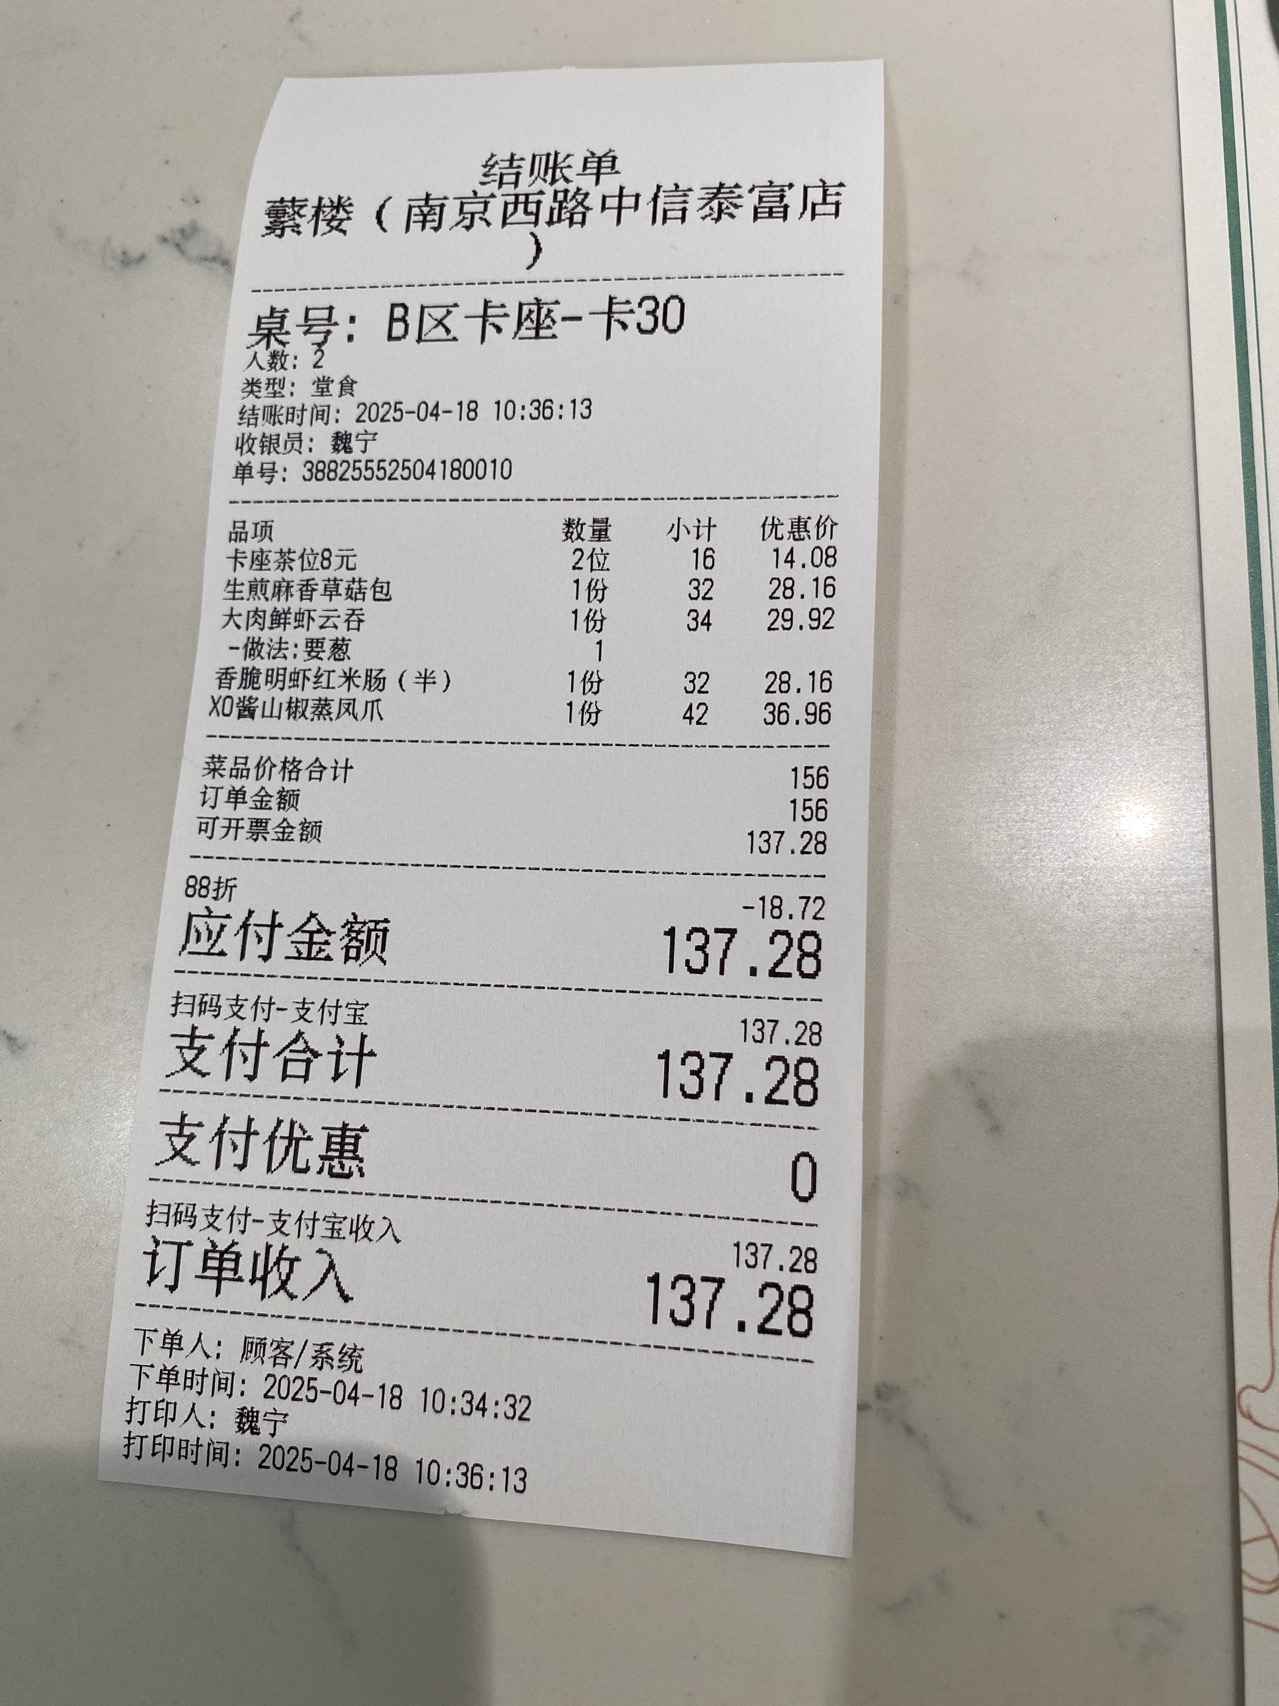 结账单
蘩楼（南京西路中信泰富店
）
桌号: B区卡座-卡30
人数: 2
类型: 堂食
结账时间: 2025-04-18 10:36:13
收银员: 魏宁
单号: 38825552504180010
品项 数量 小计 优惠价
卡座茶位8元 2位 16 14.08
生煎麻香草菇包 1份 32 28.16
大肉鲜虾云吞 1份 34 29.92
-做法:要葱 1
香脆明虾红米肠（半） 1份 32 28.16
XO酱山椒蒸凤爪 1份 42 36.96
菜品价格合计 156
订单金额 156
可开票金额 137.28
88折 -18.72
应付金额 137.28
扫码支付-支付宝 137.28
支付合计 137.28
支付优惠 0
扫码支付-支付宝收入 137.28
订单收入 137.28
下单人: 顾客/系统
下单时间: 2025-04-18 10:34:32
打印人: 魏宁
打印时间: 2025-04-18 10:36:13